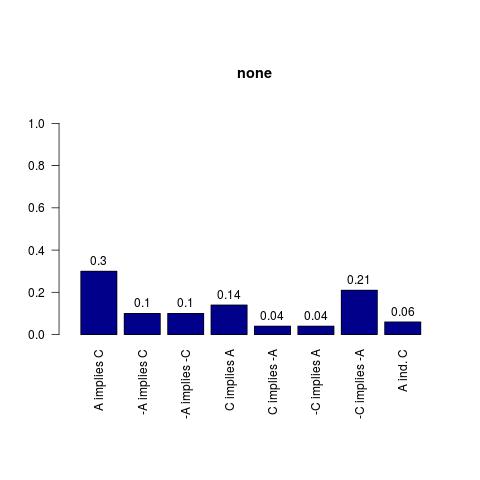 none
1.0
0.8
0.6
0.4
0.2
0.0
0.3
0.1
0.1
0.14
0.04
0.04
0.21
0.06
A implies C
-A implies C
-A implies -C
C implies A
C implies -A
-C implies A
-C implies -A
A ind. C